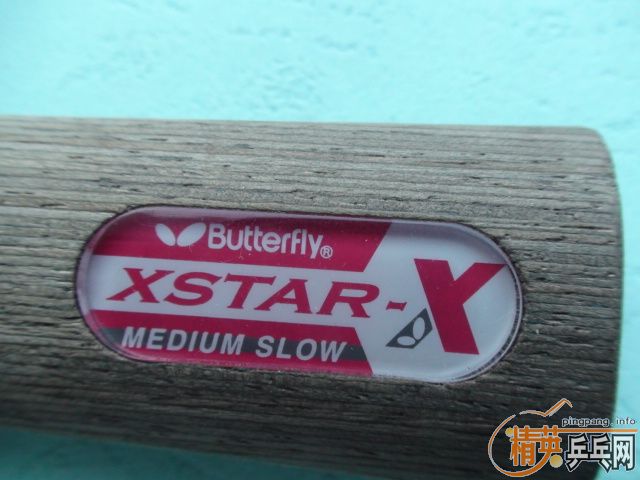 Butterfly®
XSTAR-X
MEDIUM SLOW
pingpang.info
精英乒乓网